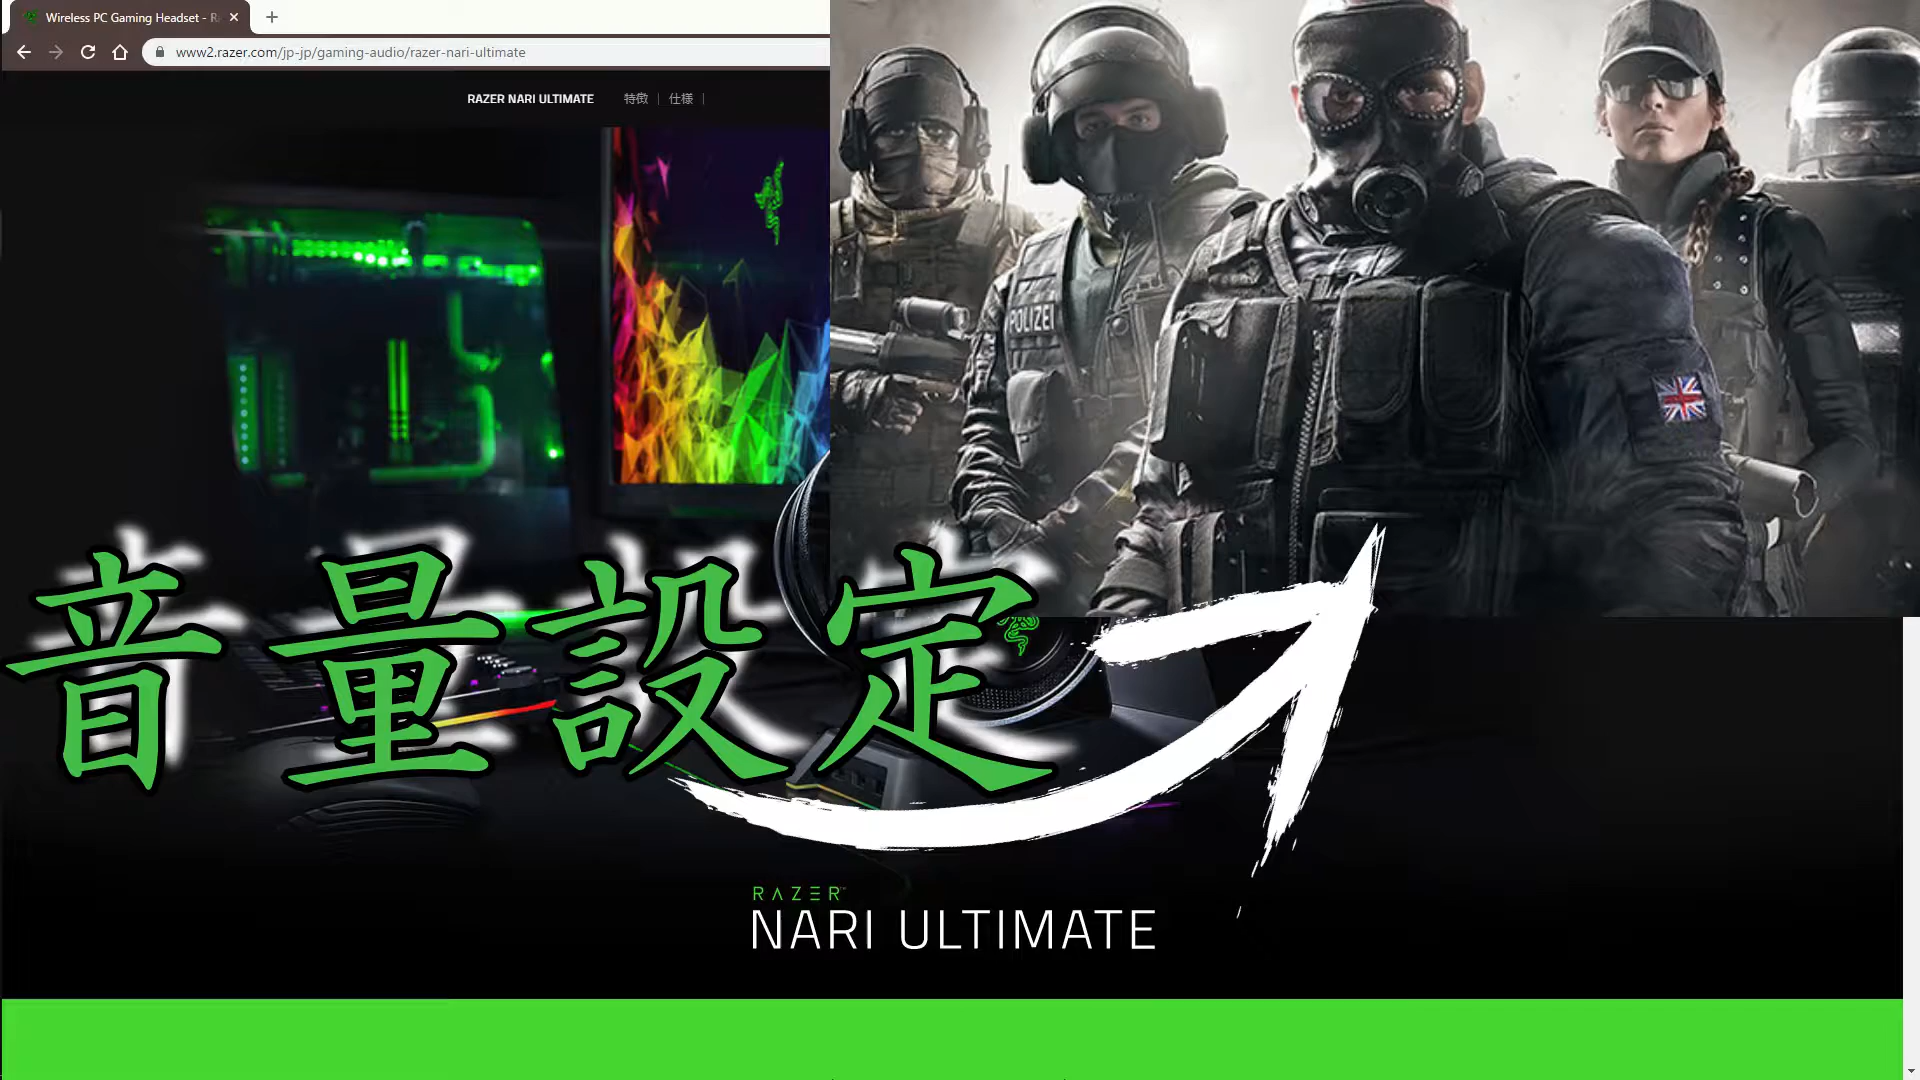 Wireless PC Gaming Headset - R
www2.razer.com/jp-jp/gaming-audio/razer-nari-ultimate
RAZER NARI ULTIMATE 特徴 | 仕様 |
POLIZEI
音量設定
RAZER™
NARI ULTIMATE